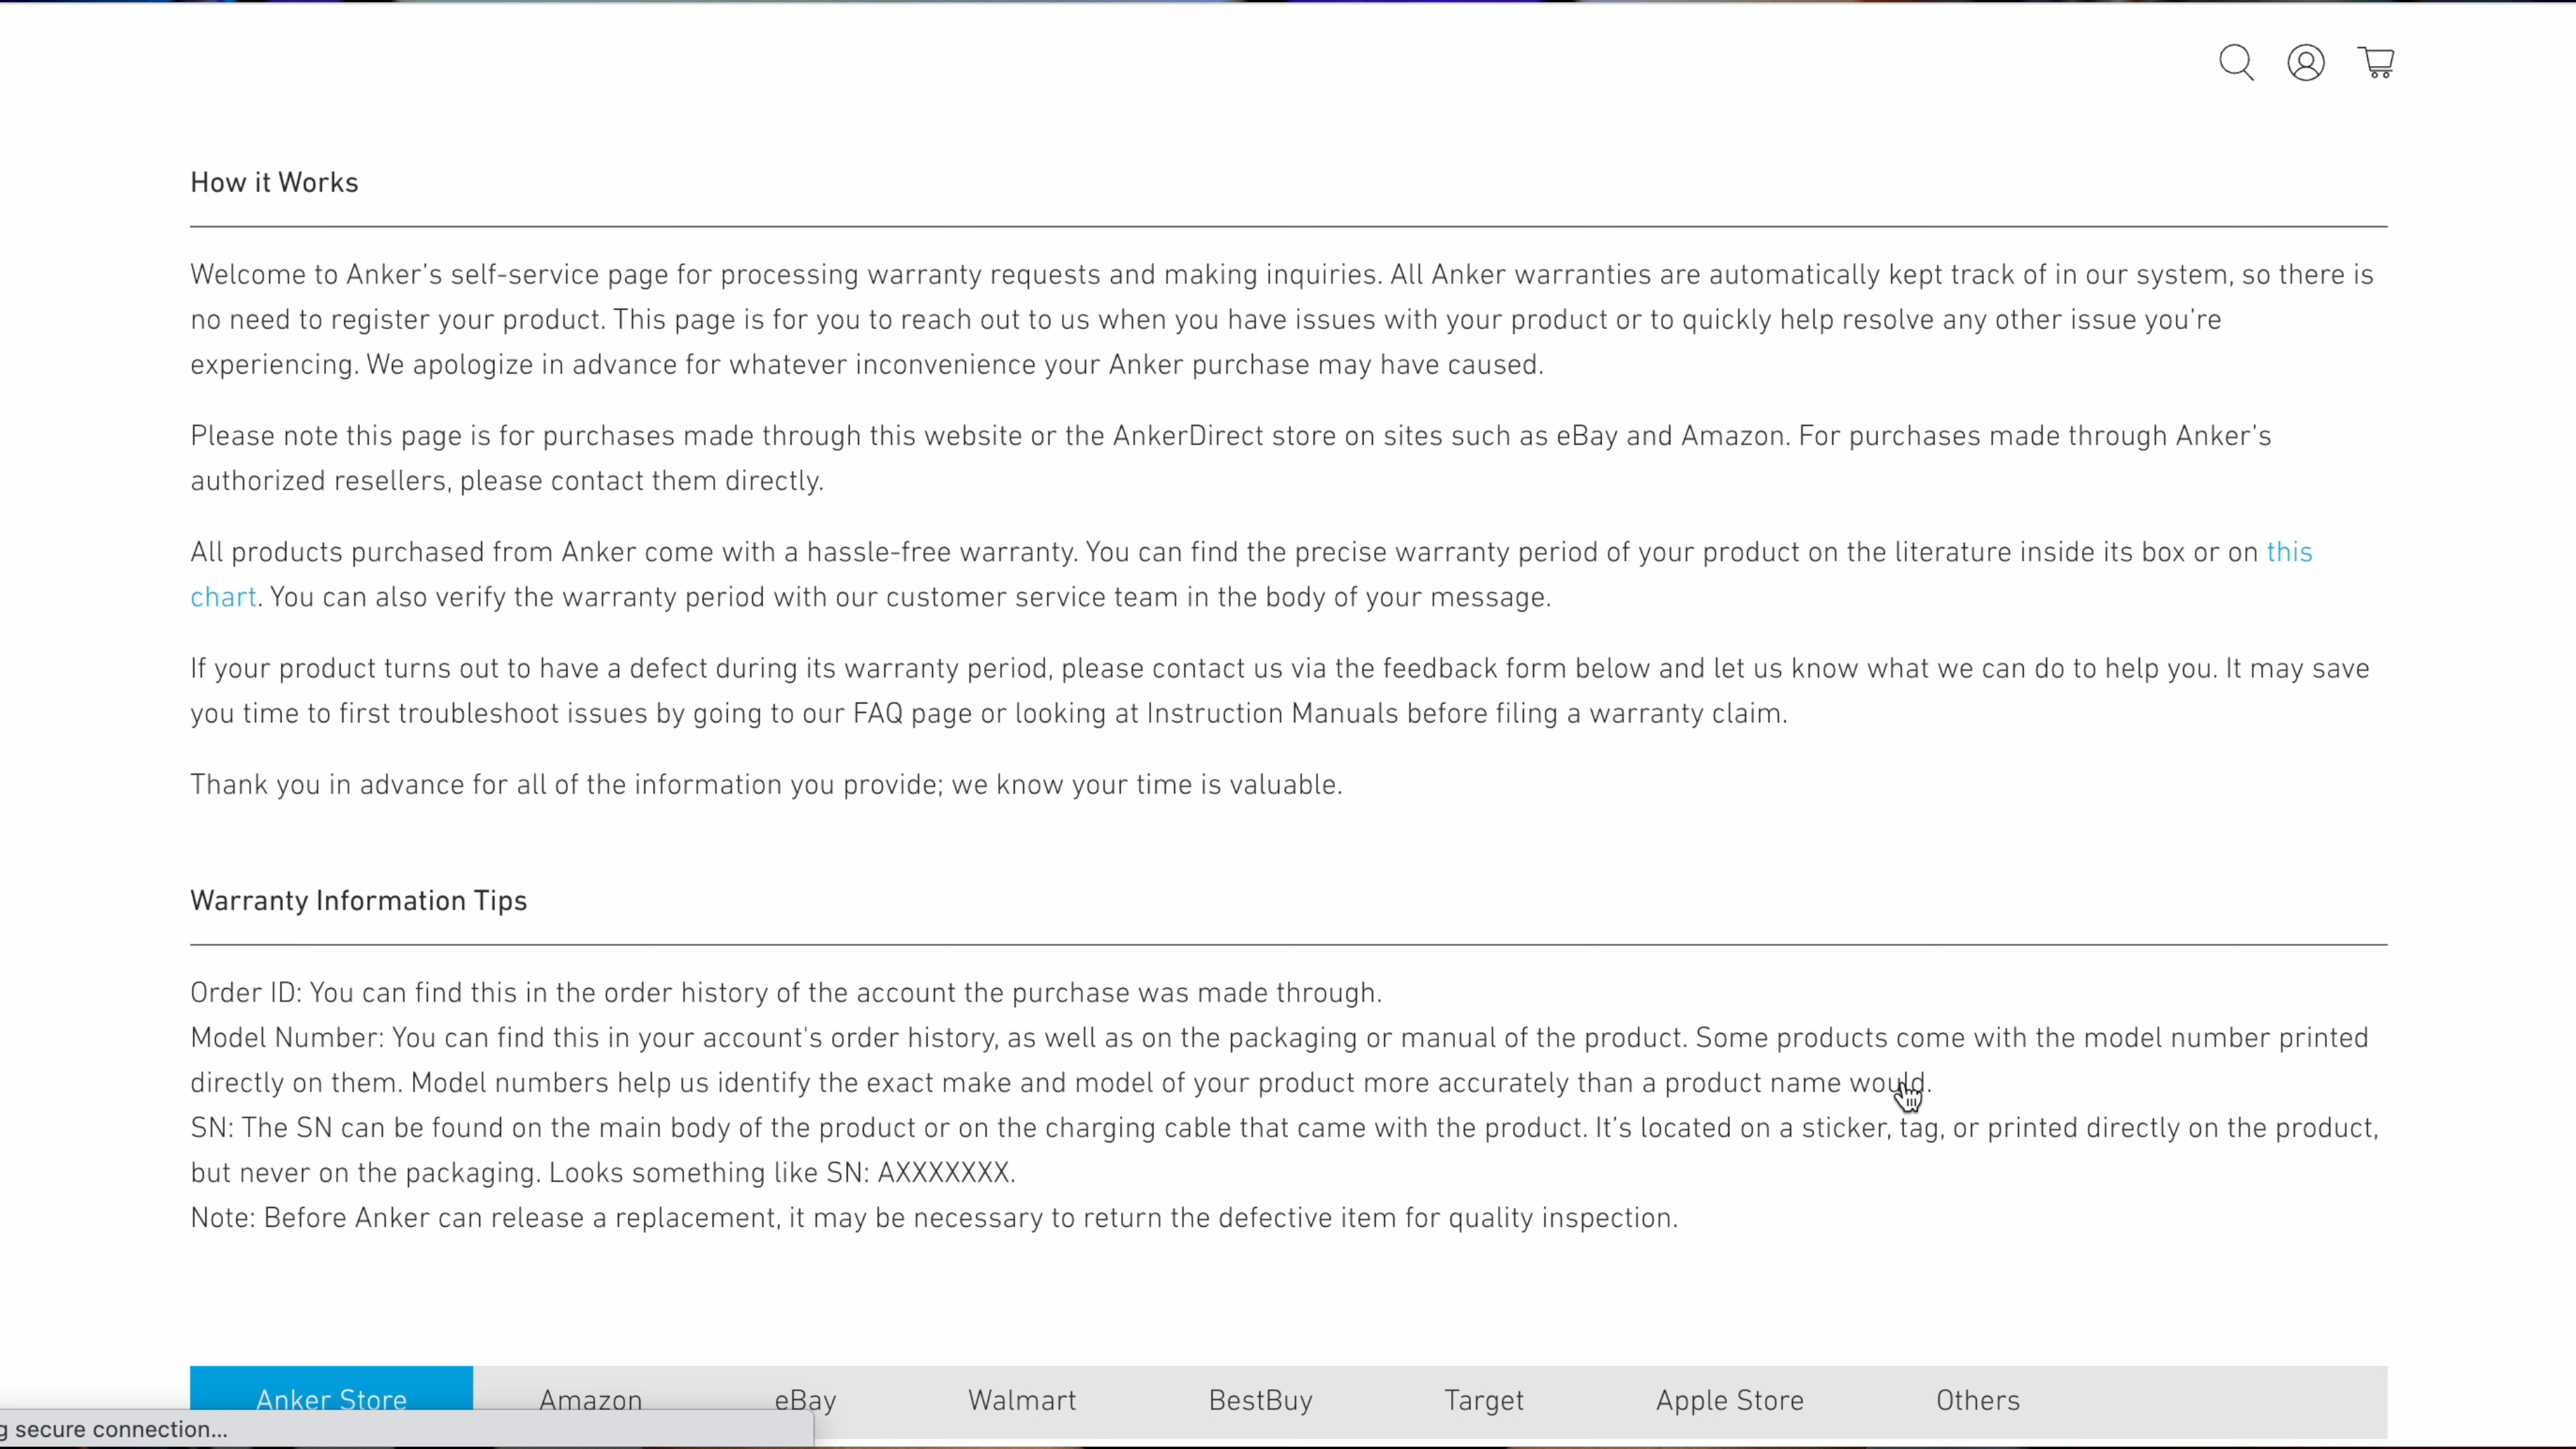 How it Works
Welcome to Anker’s self-service page for processing warranty requests and making inquiries. All Anker warranties are automatically kept track of in our system, so there is
no need to register your product. This page is for you to reach out to us when you have issues with your product or to quickly help resolve any other issue you’re
experiencing. We apologize in advance for whatever inconvenience your Anker purchase may have caused.
Please note this page is for purchases made through this website or the AnkerDirect store on sites such as eBay and Amazon. For purchases made through Anker’s
authorized resellers, please contact them directly.
All products purchased from Anker come with a hassle-free warranty. You can find the precise warranty period of your product on the literature inside its box or on this
chart. You can also verify the warranty period with our customer service team in the body of your message.
If your product turns out to have a defect during its warranty period, please contact us via the feedback form below and let us know what we can do to help you. It may save
you time to first troubleshoot issues by going to our FAQ page or looking at Instruction Manuals before filing a warranty claim.
Thank you in advance for all of the information you provide; we know your time is valuable.
Warranty Information Tips
Order ID: You can find this in the order history of the account the purchase was made through.
Model Number: You can find this in your account's order history, as well as on the packaging or manual of the product. Some products come with the model number printed
directly on them. Model numbers help us identify the exact make and model of your product more accurately than a product name would.
SN: The SN can be found on the main body of the product or on the charging cable that came with the product. It’s located on a sticker, tag, or printed directly on the product,
but never on the packaging. Looks something like SN: AXXXXXXX.
Note: Before Anker can release a replacement, it may be necessary to return the defective item for quality inspection.
Anker Store Amazon eBay Walmart BestBuy Target Apple Store Others
g secure connection...